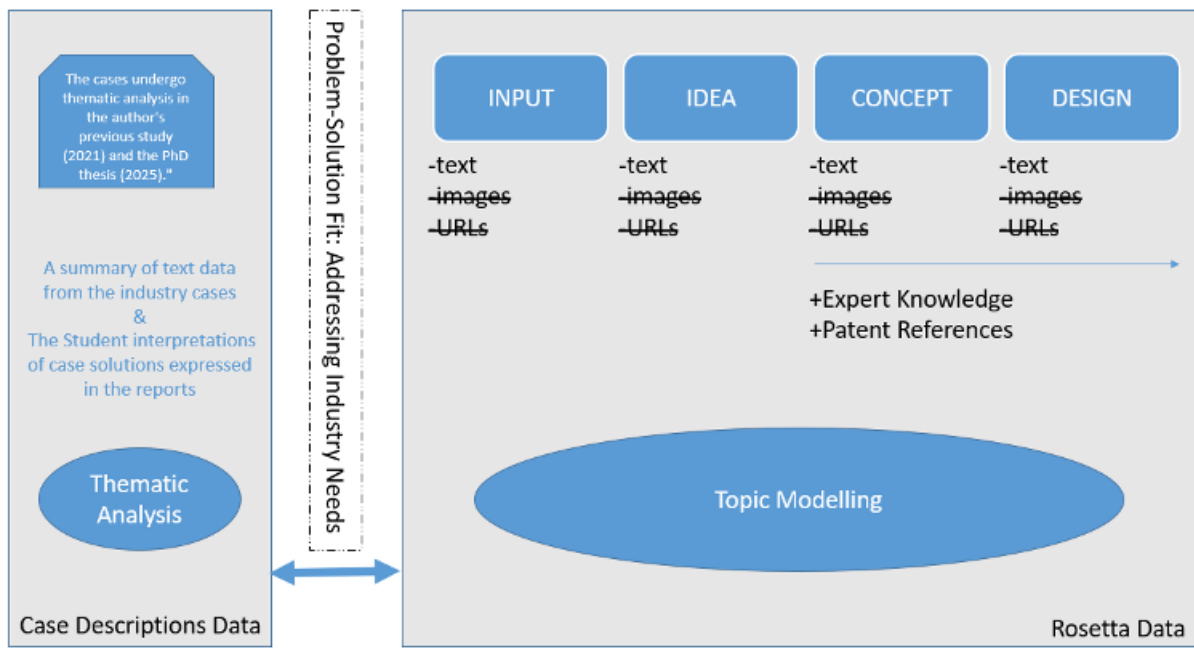 The cases undergo
thematic analysis in
the author's
previous study
(2021) and the PhD
thesis (2025)."
A summary of text data
from the industry cases
&
The Student interpretations
of case solutions expressed
in the reports
Thematic
Analysis
Case Descriptions Data
Problem-Solution Fit: Addressing Industry Needs
INPUT
-text
-images
-URLs
IDEA
-text
-images
-URLs
CONCEPT
-text
-images
-URLs
DESIGN
-text
-images
-URLs
+Expert Knowledge
+Patent References
Topic Modelling
Rosetta Data